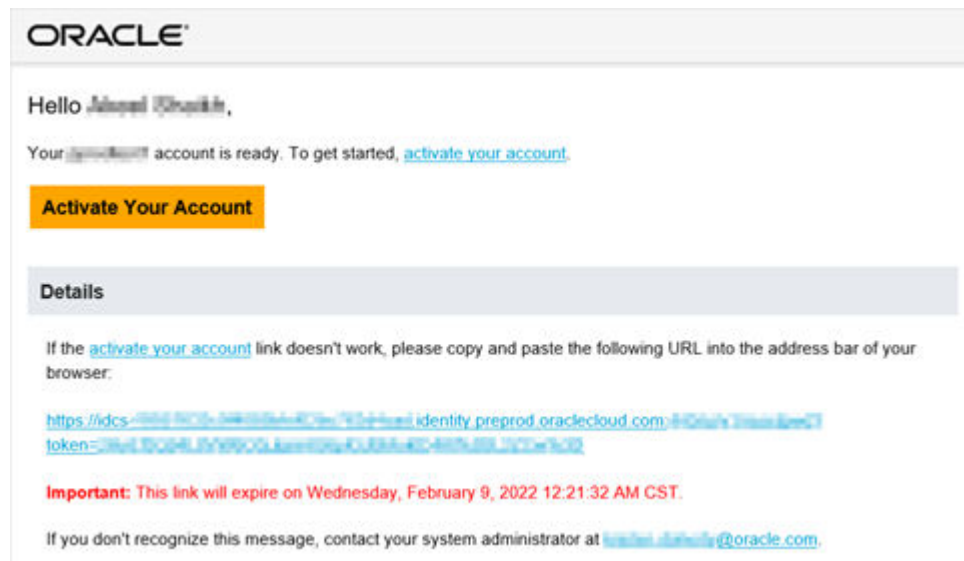 ORACLE
Hello ,
Your account is ready. To get started, activate your account.
Activate Your Account
Details
If the activate your account link doesn't work, please copy and paste the following URL into the address bar of your
browser:
https://idcs- .identity.preprod.oraclecloud.com
token=
Important: This link will expire on Wednesday, February 9, 2022 12:21:32 AM CST.
If you don't recognize this message, contact your system administrator at @oracle.com.